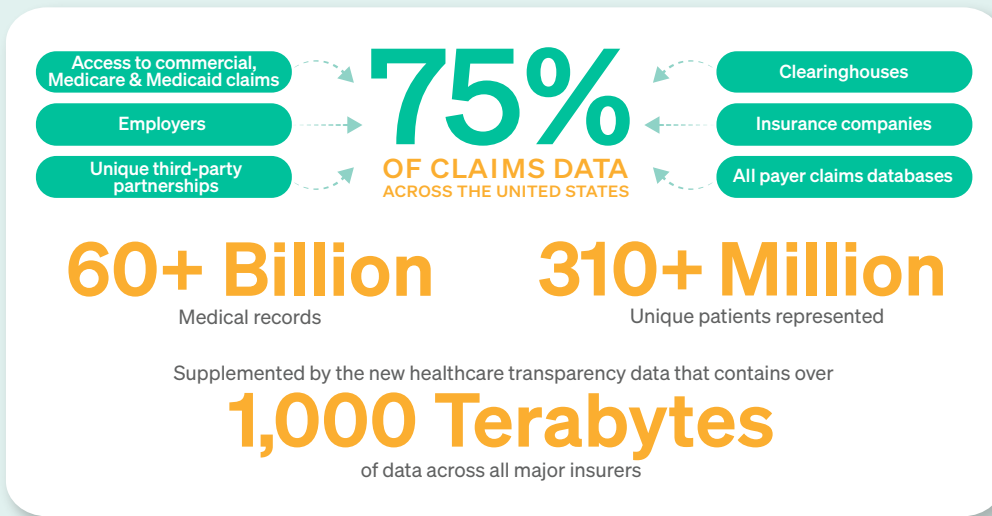 Access to commercial,
Medicare & Medicaid claims
Employers
Unique third-party
partnerships
75%
OF CLAIMS DATA
ACROSS THE UNITED STATES
Clearinghouses
Insurance companies
All payer claims databases
60+ Billion
Medical records
310+ Million
Unique patients represented
Supplemented by the new healthcare transparency data that contains over
1,000 Terabytes
of data across all major insurers